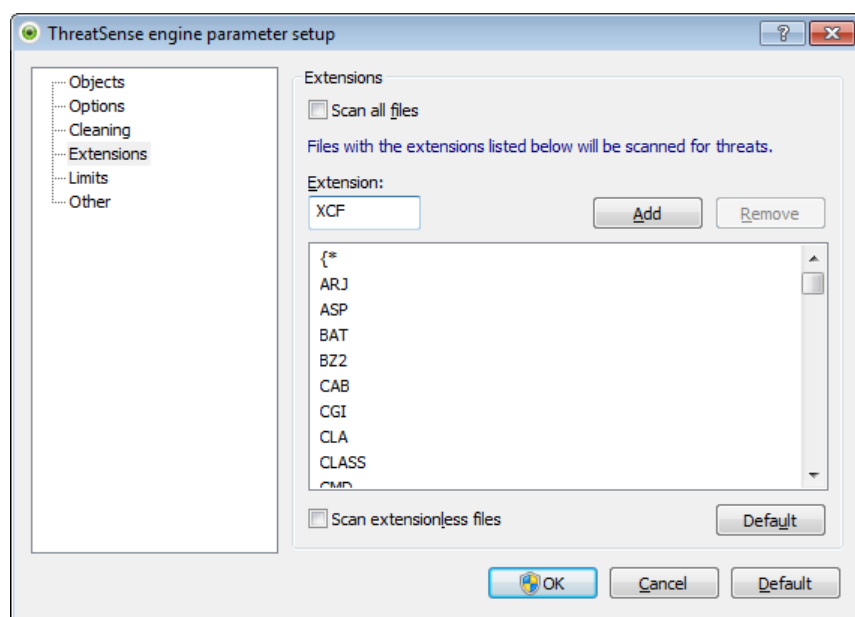 ThreatSense engine parameter setup
Objects
Options
Cleaning
Extensions
Limits
Other
Extensions
Scan all files
Files with the extensions listed below will be scanned for threats.
Extension:
XCF
Add
Remove
{*
ARJ
ASP
BAT
BZ2
CAB
CGI
CLA
CLASS
CMD
Scan extensionless files
Default
OK
Cancel
Default